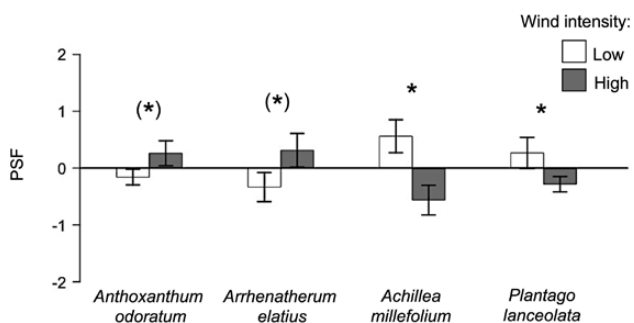 Wind intensity:
Low
High
2
1
0
-1
-2
PSF
(*)
(*)
*
*
Anthoxanthum
odoratum
Arrhenatherum
elatius
Achillea
millefolium
Plantago
lanceolata